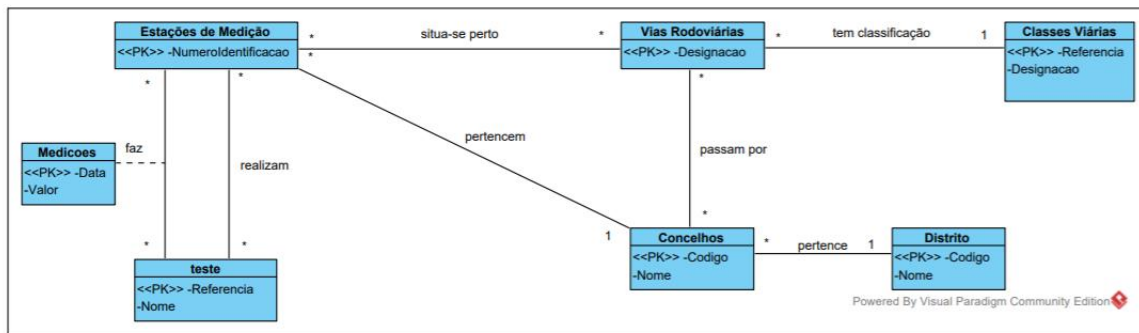 Estações de Medição
<<PK>> -NumeroIdentificacao
*
situa-se perto
*
*
Vias Rodoviárias
<<PK>> -Designação
*
tem classificação
1
Classes Viárias
<<PK>> -Referencia
-Designacao
*
*
*
Medicoes
<<PK>> -Data
-Valor
faz
realizam
pertencem
passam por
*
*
teste
<<PK>> -Referencia
-Nome
1
*
Concelhos
<<PK>> -Codigo
-Nome
*
pertence
1
Distrito
<<PK>> -Codigo
-Nome
Powered By Visual Paradigm Community Edition